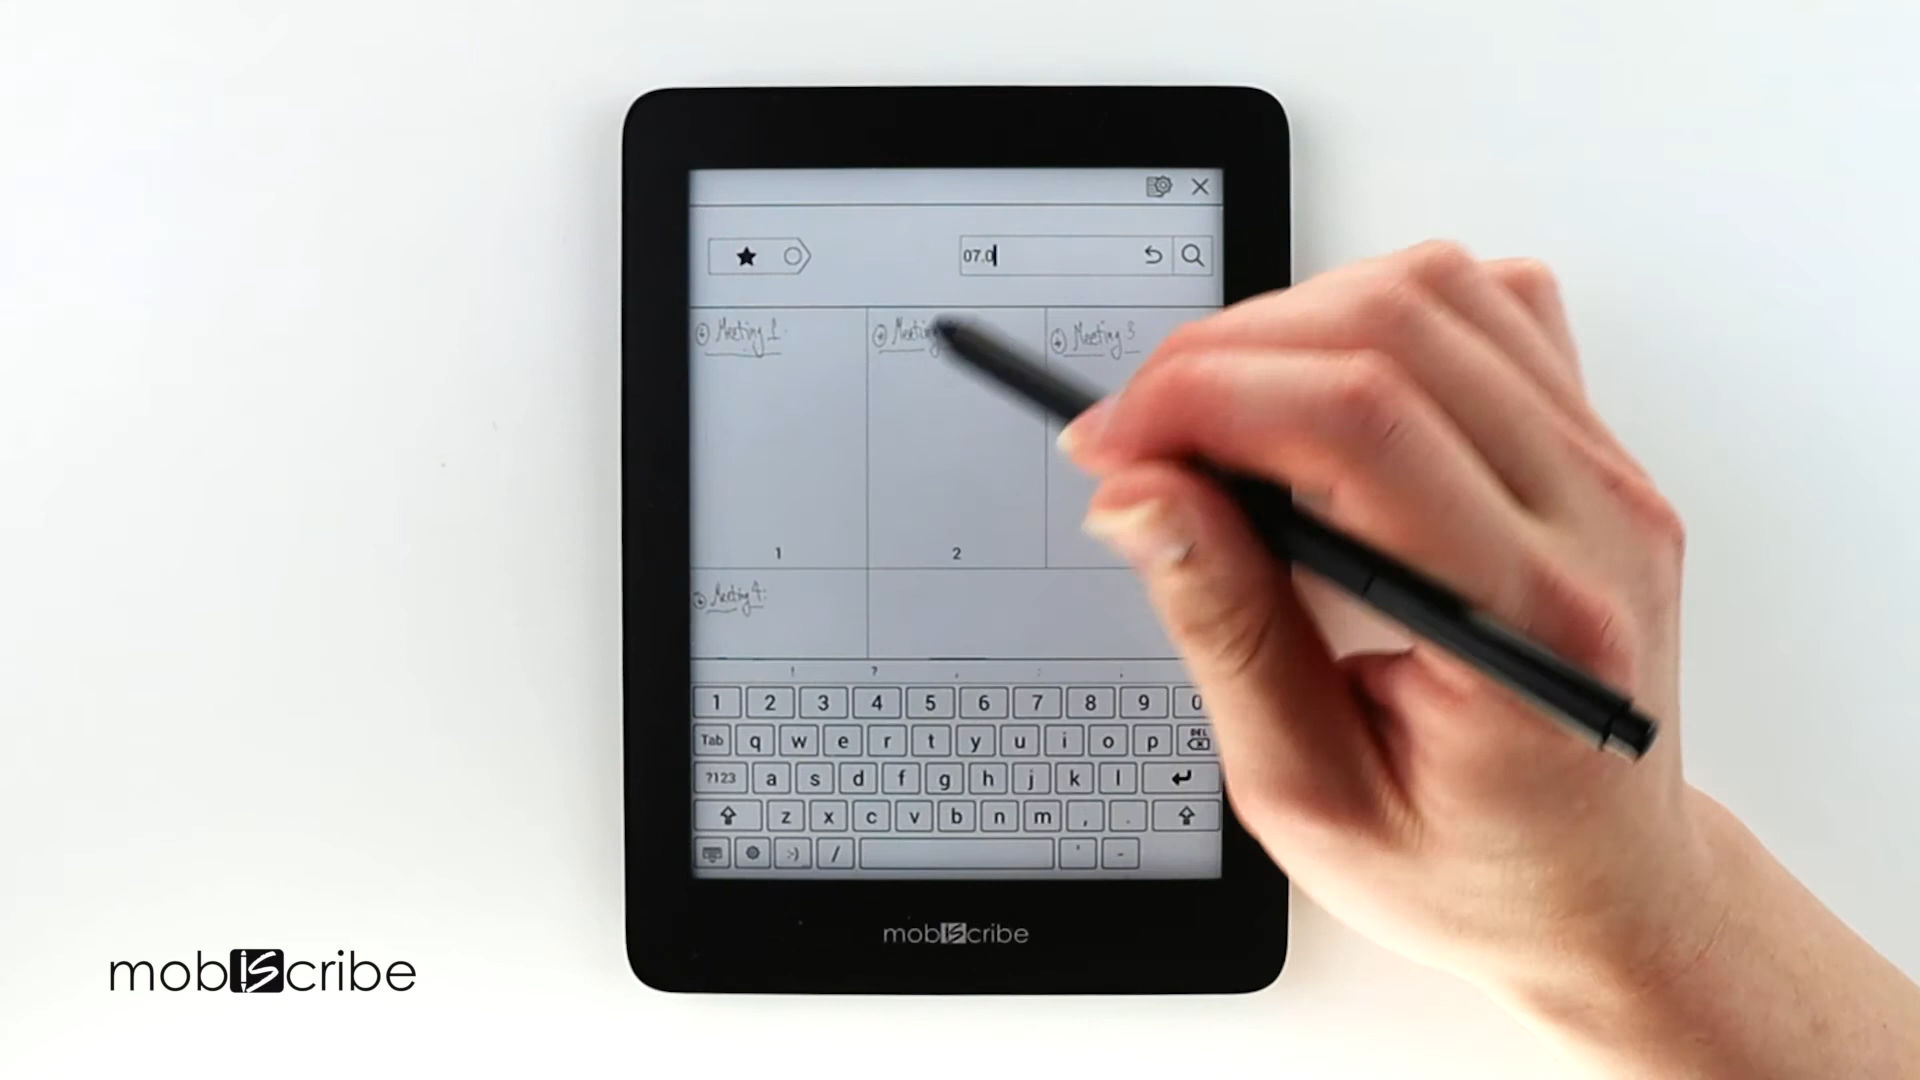 07.0
Meeting 1
Meeting 3
1
2
Meeting 4:
! ? , : ,
1 2 3 4 5 6 7 8 9 0
Tab q w e r t y u i o p DEL
?123 a s d f g h j k l
z x c v b n m , .
:-) / ' -
mobiscribe
mobiscribe